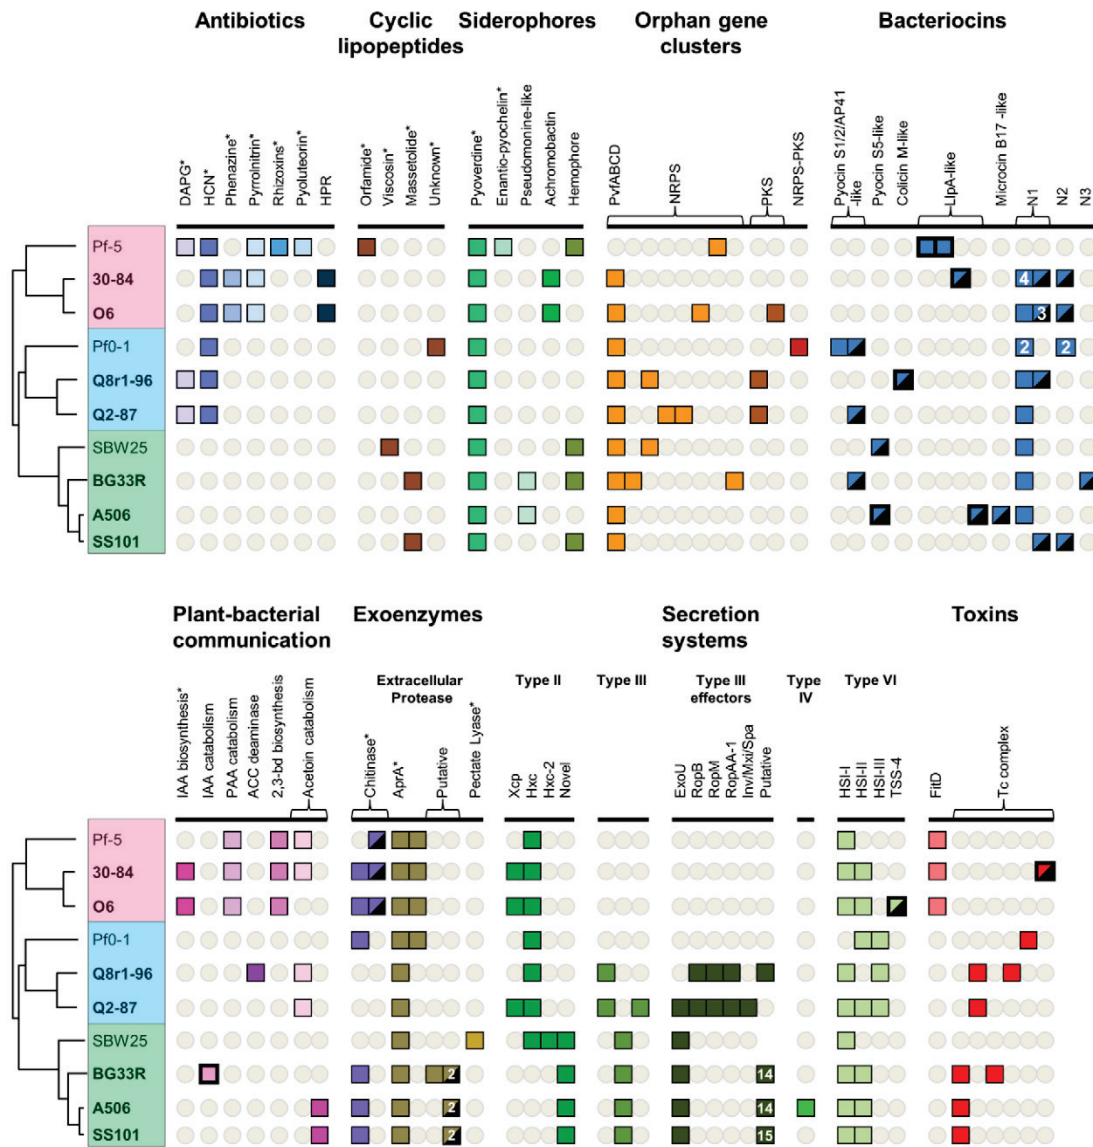 Antibiotics
Cyclic
lipopeptides
Siderophores
Orphan gene
clusters
Bacteriocins
DAPG*
HCN*
Phenazine*
Pyrrolnitrin*
Rhizoxins*
Pyoluteorin*
HPR
Orfamide*
Viscosin*
Massetolide*
Unknown*
Pyoverdine*
Enantio-pyochelin*
Pseudomonine-like
Achromobactin
Hemophore
PvfABCD
NRPS
PKS
NRPS-PKS
Pyocin S1/2/AP41
-like
Pyocin S5-like
Colicin M-like
LlpA-like
Microcin B17 -like
N1
N2
N3
Pf-5
30-84
4
O6
3
Pf0-1
2
2
Q8r1-96
Q2-87
SBW25
BG33R
A506
SS101
Plant-bacterial
communication
Exoenzymes
Secretion
systems
Toxins
Extracellular
Protease
Type II
Type III
Type III
effectors
Type
IV
Type VI
IAA biosynthesis*
IAA catabolism
PAA catabolism
ACC deaminase
2,3-bd biosynthesis
Acetoin catabolism
Chitinase*
AprA*
Putative
Pectate Lyase*
Xcp
Hxc
Hxc-2
Novel
ExoU
RopB
RopM
RopAA-1
Inv/Mxi/Spa
Putative
HSI-I
HSI-II
HSI-III
TSS-4
FitD
Tc complex
Pf-5
30-84
O6
Pf0-1
Q8r1-96
Q2-87
SBW25
BG33R
2
14
A506
2
14
SS101
2
15